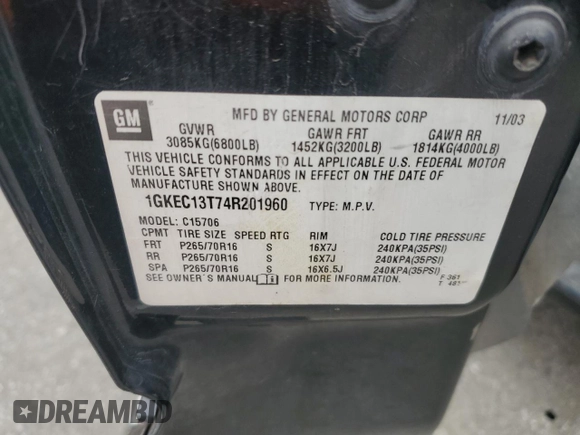 GM
MFD BY GENERAL MOTORS CORP 11/03
GVWR GAWR FRT GAWR RR
3085KG(6800LB) 1452KG(3200LB) 1814KG(4000LB)
THIS VEHICLE CONFORMS TO ALL APPLICABLE U.S. FEDERAL MOTOR
VEHICLE SAFETY STANDARDS IN EFFECT ON THE DATE OF
MANUFACTURE SHOWN ABOVE.
1GKEC13T74R201960 TYPE: M.P.V.
MODEL: C15706
CPMT TIRE SIZE SPEED RTG RIM COLD TIRE PRESSURE
FRT P265/70R16 S 16X7J 240KPA(35PSI)
RR P265/70R16 S 16X7J 240KPA(35PSI)
SPA P265/70R16 S 16X6.5J 240KPA(35PSI)
SEE OWNER'S MANUAL FOR MORE INFORMATION. F 361
T
DREAMBID